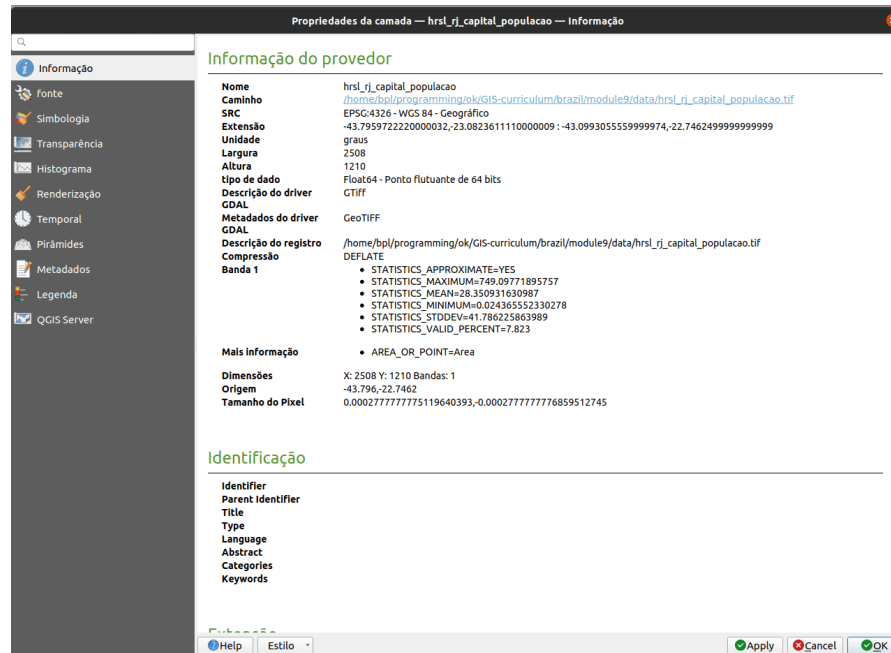 Propriedades da camada — hrsl_rj_capital_populacao — Informação
Informação
fonte
Simbologia
Transparência
Histograma
Renderização
Temporal
Pirâmides
Metadados
Legenda
QGIS Server
Informação do provedor
Nome hrsl_rj_capital_populacao
Caminho /home/bpl/programming/ok/GIS-curriculum/brazil/module9/data/hrsl_rj_capital_populacao.tif
SRC EPSG:4326 - WGS 84 - Geográfico
Extensão -43.7959722220000032,-23.0823611110000009 : -43.0993055559999974,-22.7462499999999999
Unidade graus
Largura 2508
Altura 1210
tipo de dado Float64 - Ponto flutuante de 64 bits
Descrição do driver GTiff
GDAL
Metadados do driver GeoTIFF
GDAL
Descrição do registro /home/bpl/programming/ok/GIS-curriculum/brazil/module9/data/hrsl_rj_capital_populacao.tif
Compressão DEFLATE
Banda 1 • STATISTICS_APPROXIMATE=YES
• STATISTICS_MAXIMUM=749.09771895757
• STATISTICS_MEAN=28.350931630987
• STATISTICS_MINIMUM=0.024365552330278
• STATISTICS_STDDEV=41.786225863989
• STATISTICS_VALID_PERCENT=7.823
Mais informação • AREA_OR_POINT=Area
Dimensões X: 2508 Y: 1210 Bandas: 1
Origem -43.796,-22.7462
Tamanho do Pixel 0.0002777777775119640393,-0.0002777777776859512745
Identificação
Identifier
Parent Identifier
Title
Type
Language
Abstract
Categories
Keywords
Help Estilo Apply Cancel OK